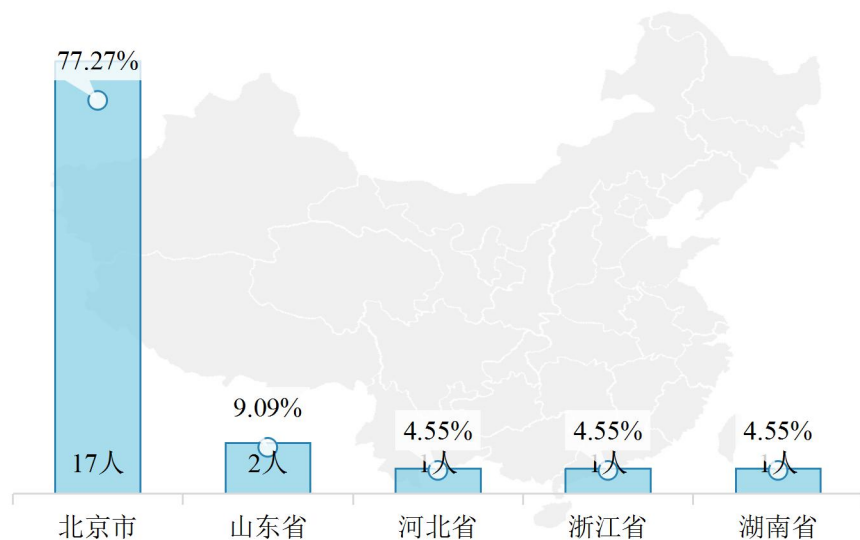 77.27%
9.09%
4.55%
4.55%
4.55%
17人
2人
1人
1人
1人
北京市
山东省
河北省
浙江省
湖南省